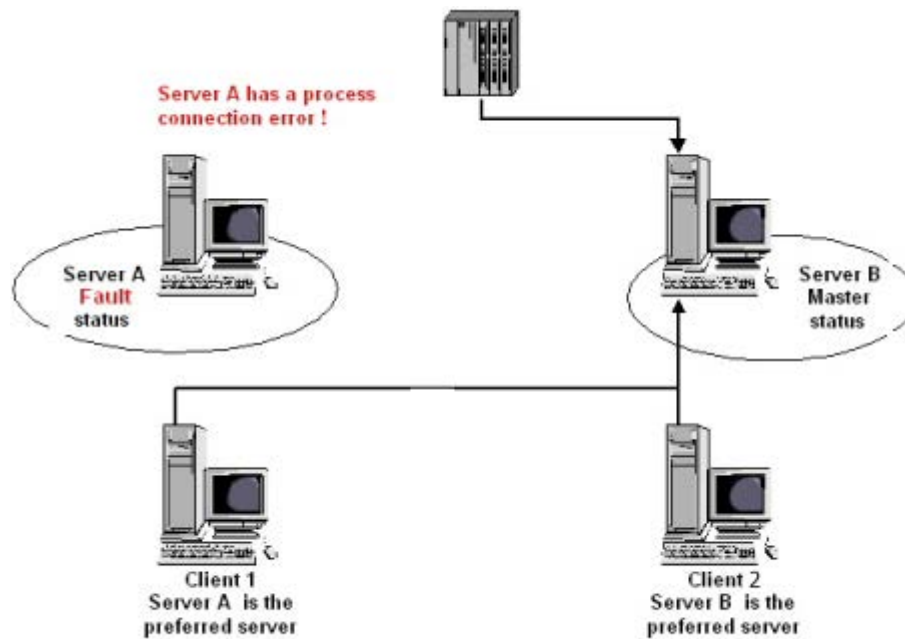 Server A has a process
connection error !
Server A
Fault
status
Server B
Master
status
Client 1
Server A is the
preferred server
Client 2
Server B is the
preferred server